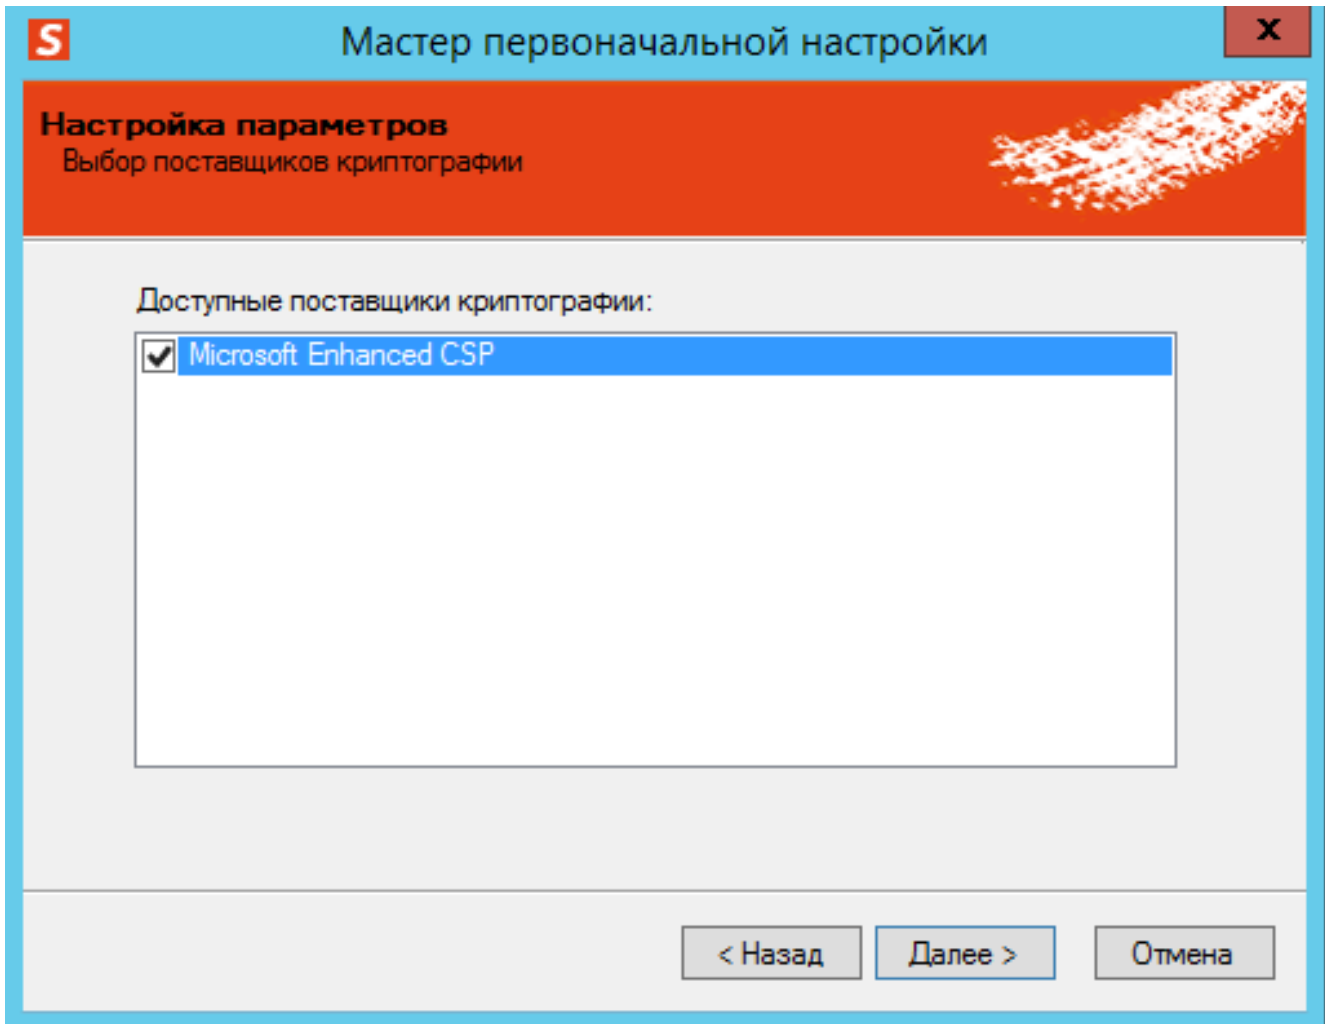 S
Мастер первоначальной настройки
x
Настройка параметров
Выбор поставщиков криптографии
Доступные поставщики криптографии:
Microsoft Enhanced CSP
< Назад
Далее >
Отмена